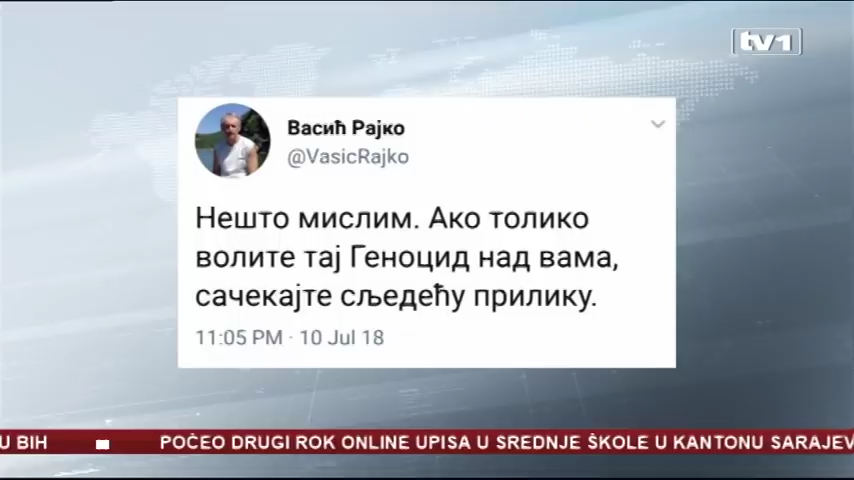 tv1
Васић Рајко
@VasicRajko
Нешто мислим. Ако толико
волите тај Геноцид над вама,
сачекајте сљедећу прилику.
11:05 PM · 10 Jul 18
U BIH POČEO DRUGI ROK ONLINE UPISA U SREDNJE ŠKOLE U KANTONU SARAJEV